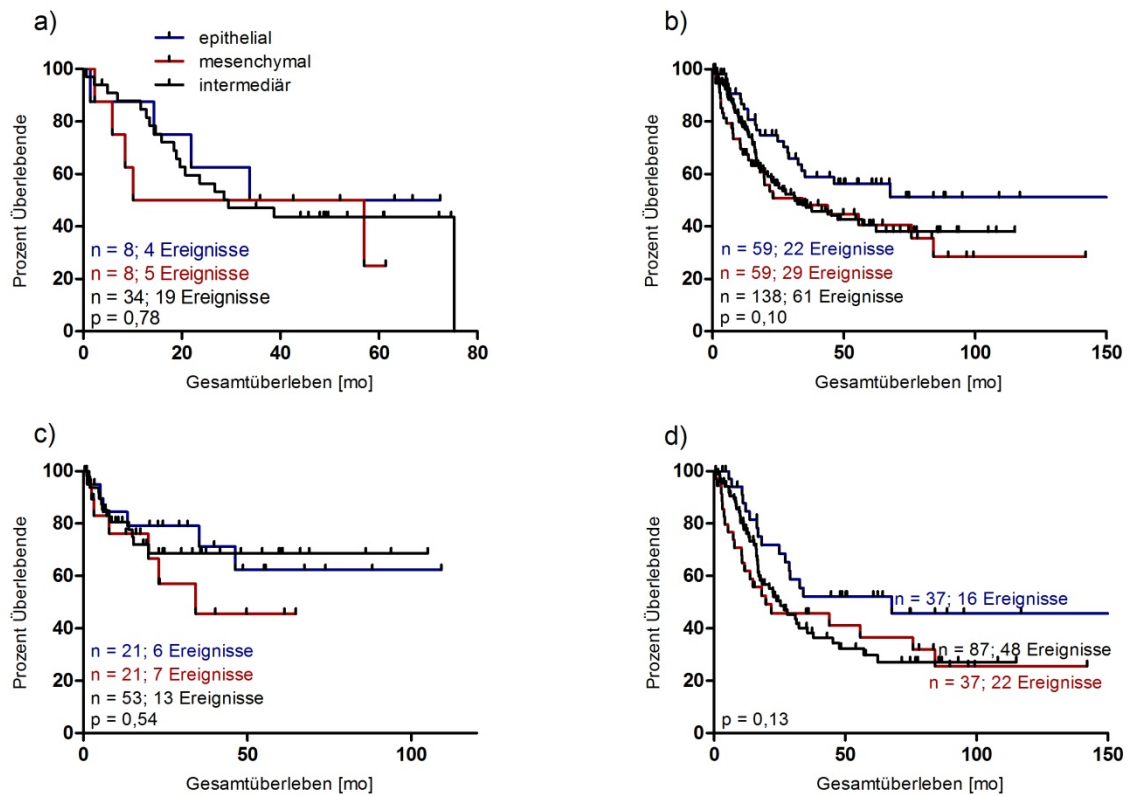 a)
epithelial
mesenchymal
intermediär
Prozent Überlebende
100
80
60
40
20
0
n = 8; 4 Ereignisse
n = 8; 5 Ereignisse
n = 34; 19 Ereignisse
p = 0,78
0 20 40 60 80
Gesamtüberleben [mo]
b)
Prozent Überlebende
100
80
60
40
20
0
n = 59; 22 Ereignisse
n = 59; 29 Ereignisse
n = 138; 61 Ereignisse
p = 0,10
0 50 100 150
Gesamtüberleben [mo]
c)
Prozent Überlebende
100
80
60
40
20
0
n = 21; 6 Ereignisse
n = 21; 7 Ereignisse
n = 53; 13 Ereignisse
p = 0,54
0 50 100
Gesamtüberleben [mo]
d)
Prozent Überlebende
100
80
60
40
20
0
n = 37; 16 Ereignisse
n = 87; 48 Ereignisse
n = 37; 22 Ereignisse
p = 0,13
0 50 100 150
Gesamtüberleben [mo]